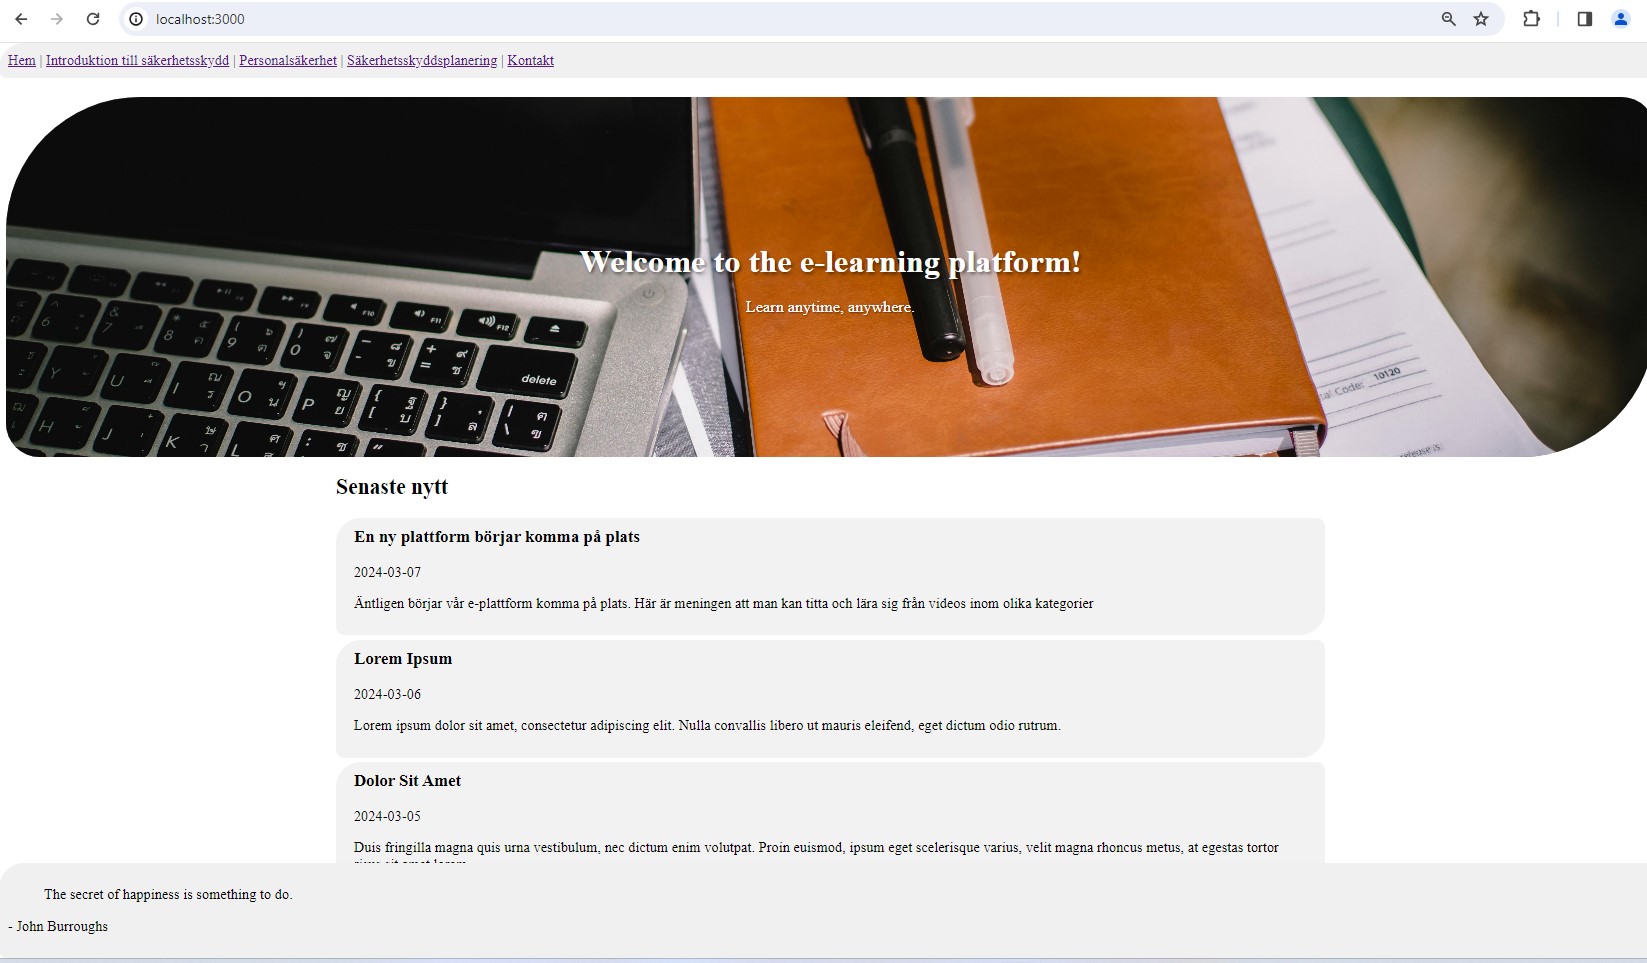 localhost:3000
Hem | Introduktion till säkerhetsskydd | Personalsäkerhet | Säkerhetsskyddsplanering | Kontakt
Welcome to the e-learning platform!
Learn anytime, anywhere.
delete
F10
F11
F12
10120
Senaste nytt
En ny plattform börjar komma på plats
2024-03-07
Äntligen börjar vår e-plattform komma på plats. Här är meningen att man kan titta och lära sig från videos inom olika kategorier
Lorem Ipsum
2024-03-06
Lorem ipsum dolor sit amet, consectetur adipiscing elit. Nulla convallis libero ut mauris eleifend, eget dictum odio rutrum.
Dolor Sit Amet
2024-03-05
Duis fringilla magna quis urna vestibulum, nec dictum enim volutpat. Proin euismod, ipsum eget scelerisque varius, velit magna rhoncus metus, at egestas tortor
The secret of happiness is something to do.
- John Burroughs